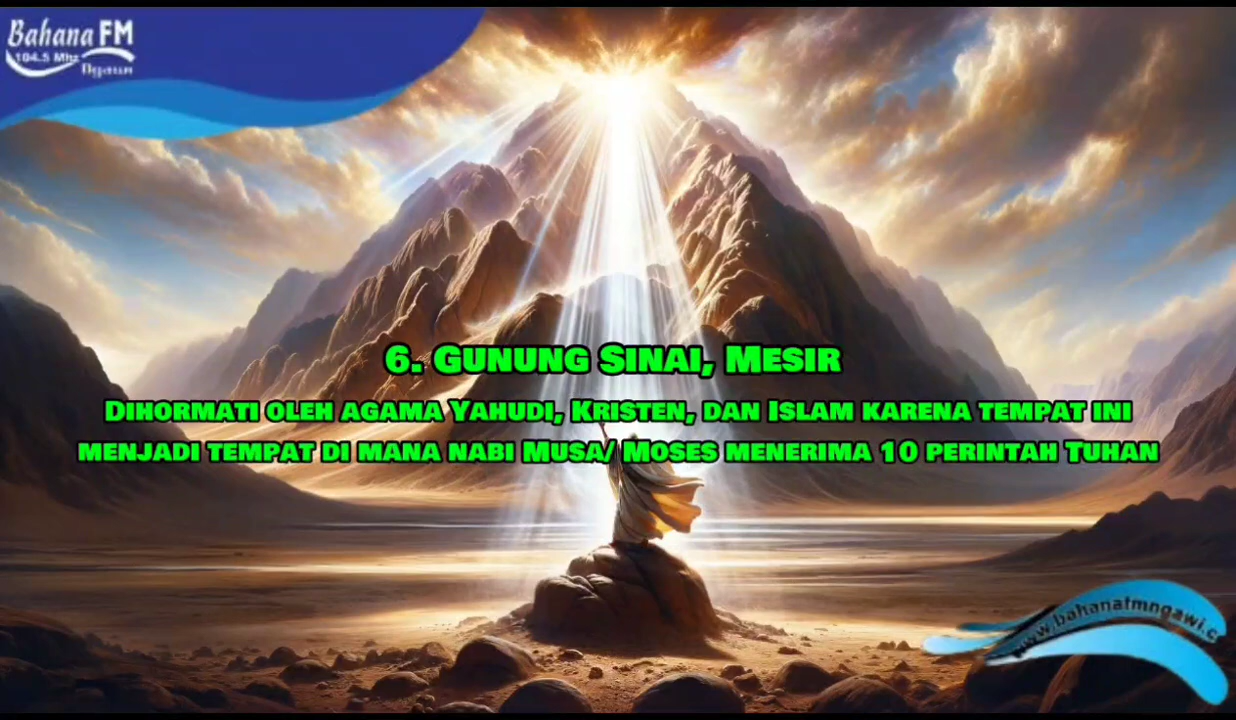 Bahana FM
104.5 Mhz
Ngawi
6. Gunung Sinai, Mesir
Dihormati oleh agama Yahudi, Kristen, dan Islam karena tempat ini
menjadi tempat di mana nabi Musa/ Moses menerima 10 perintah Tuhan
www.bahanafmngawi.c